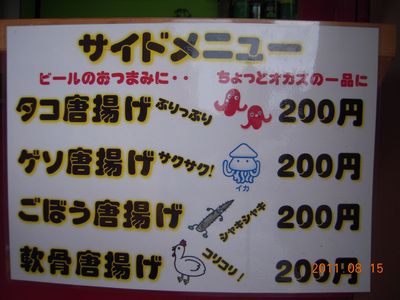 サイドメニュー
ビールのおつまみに・・ ちょっとオカズの一品に
タコ唐揚げ ぷりっぷり 200円
ゲソ唐揚げ サクサク! イカ 200円
ごぼう唐揚げ シャキシャキ 200円
軟骨唐揚げ コリコリ! 200円
2011 08 15